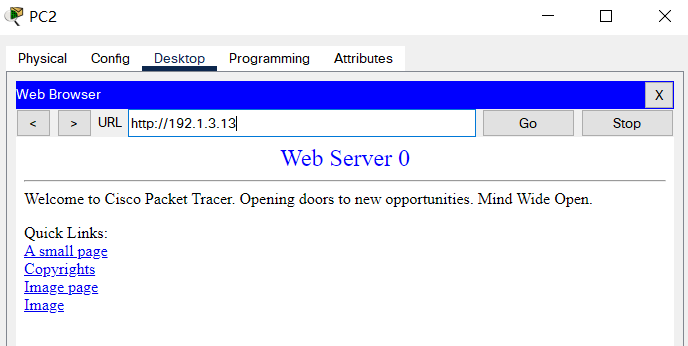 PC2
Physical Config Desktop Programming Attributes
Web Browser X
< > URL http://192.1.3.13 Go Stop
Web Server 0
Welcome to Cisco Packet Tracer. Opening doors to new opportunities. Mind Wide Open.
Quick Links:
A small page
Copyrights
Image page
Image